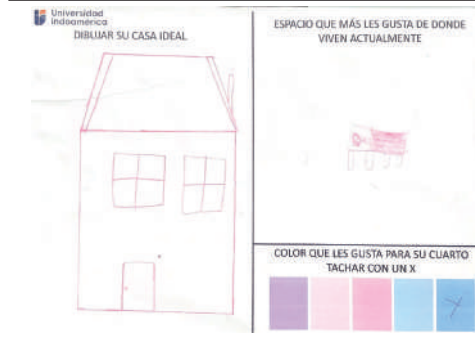 Universidad
Indoamérica
DIBUJAR SU CASA IDEAL
ESPACIO QUE MÁS LES GUSTA DE DONDE
VIVEN ACTUALMENTE
COLOR QUE LES GUSTA PARA SU CUARTO
TACHAR CON UN X